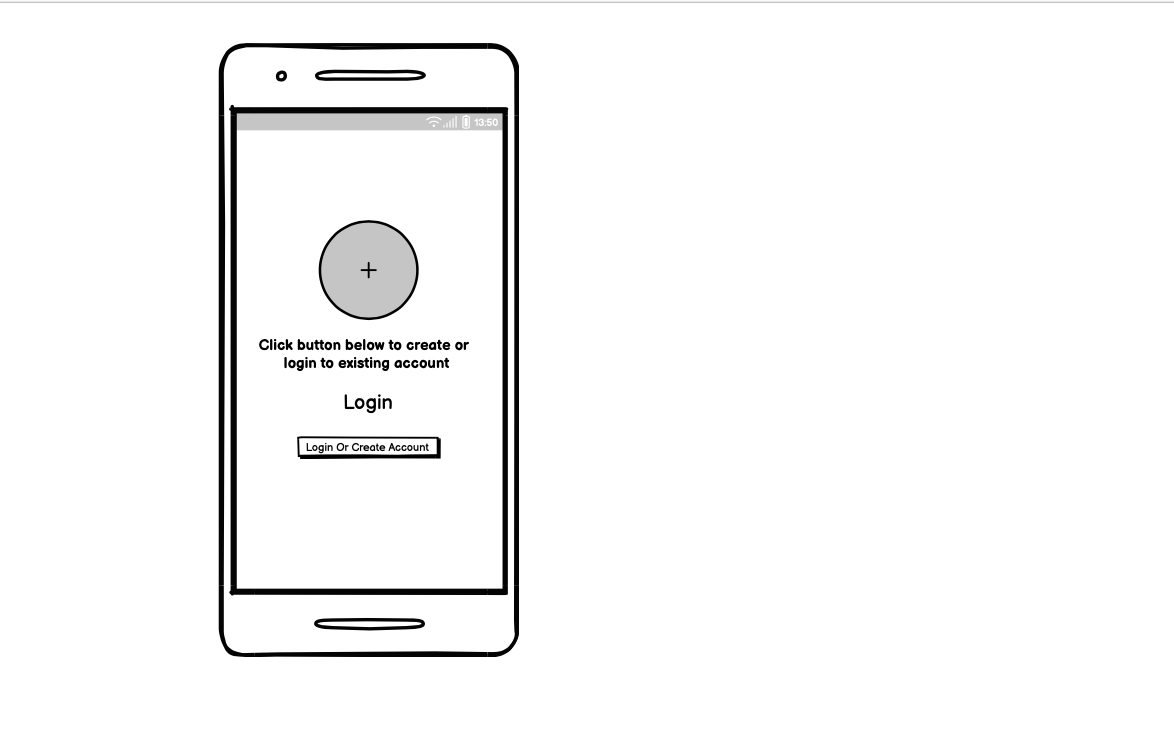 13:50
+
Click button below to create or
login to existing account
Login
Login Or Create Account